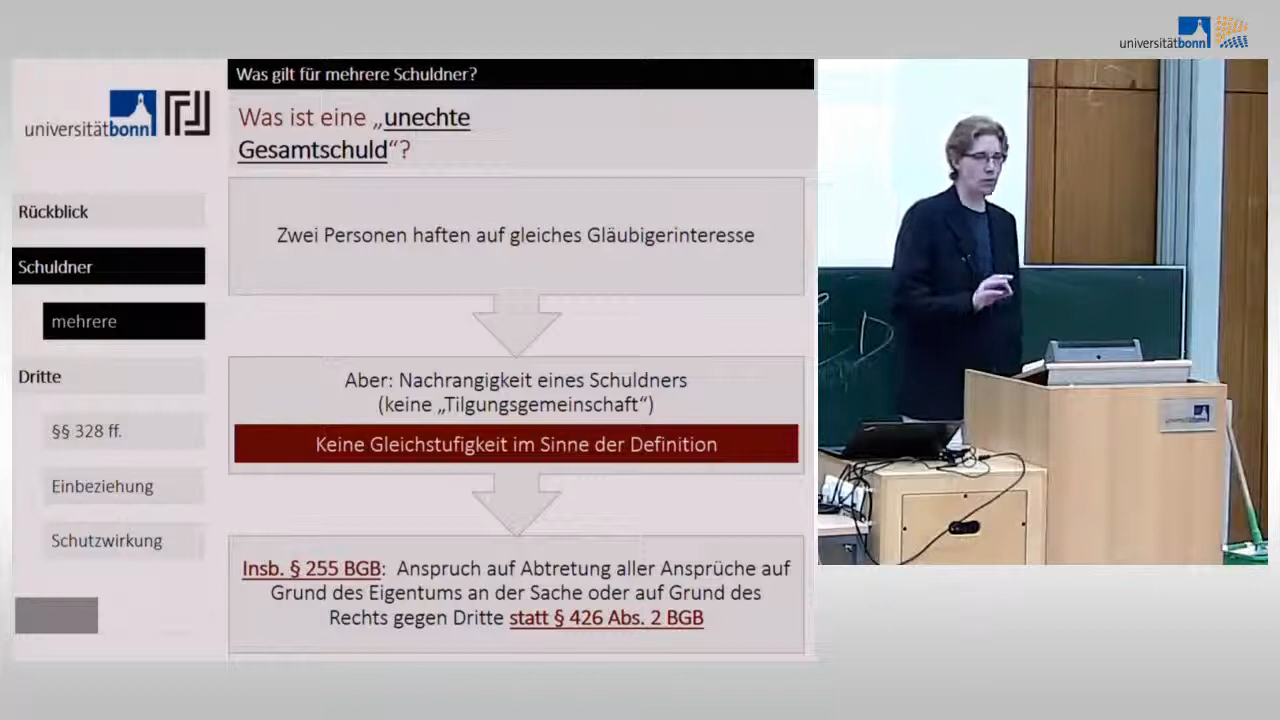 universitätbonn
Was gilt für mehrere Schuldner?
universitätbonn
Was ist eine „unechte
Gesamtschuld“?
Rückblick
Schuldner
mehrere
Dritte
§§ 328 ff.
Einbeziehung
Schutzwirkung
Zwei Personen haften auf gleiches Gläubigerinteresse
Aber: Nachrangigkeit eines Schuldners
(keine „Tilgungsgemeinschaft“)
Keine Gleichstufigkeit im Sinne der Definition
Insb. § 255 BGB: Anspruch auf Abtretung aller Ansprüche auf
Grund des Eigentums an der Sache oder auf Grund des
Rechts gegen Dritte statt § 426 Abs. 2 BGB